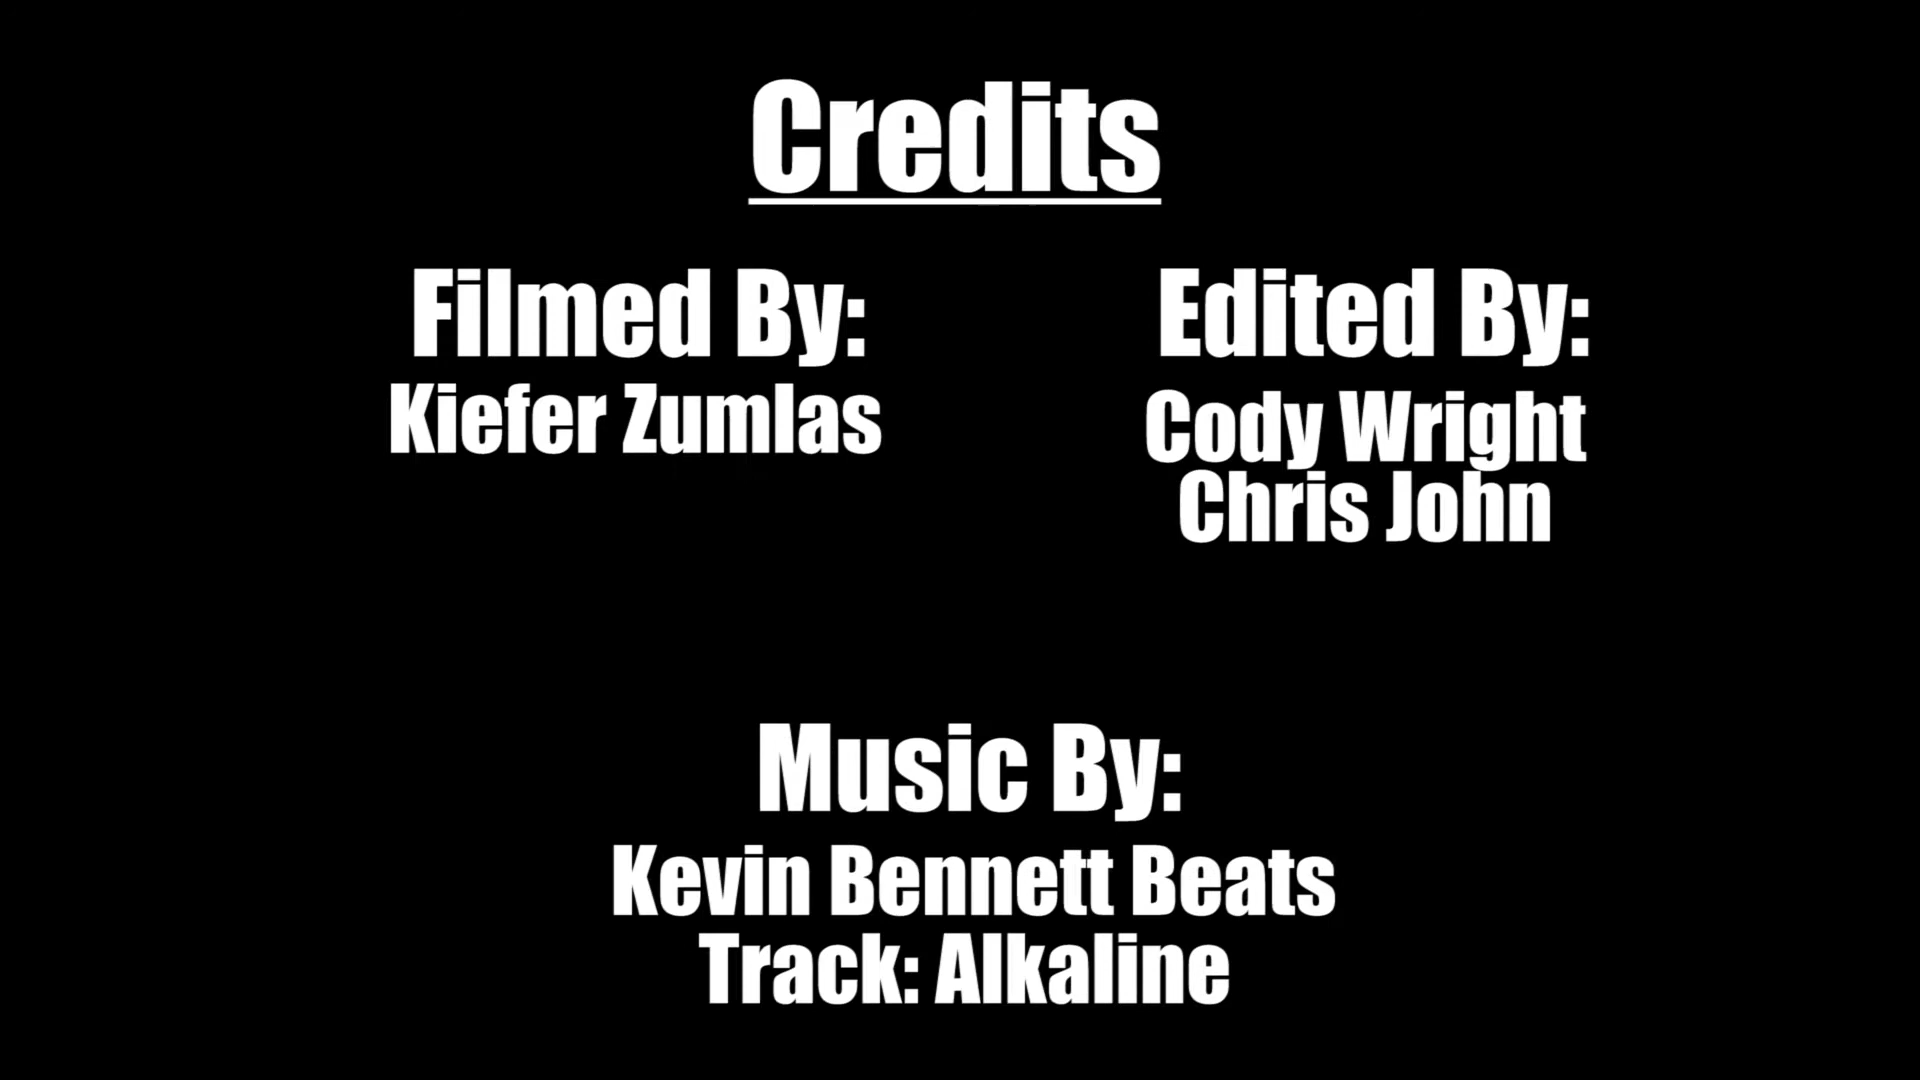 Credits
Filmed By:
Kiefer Zumlas
Edited By:
Cody Wright
Chris John
Music By:
Kevin Bennett Beats
Track: Alkaline